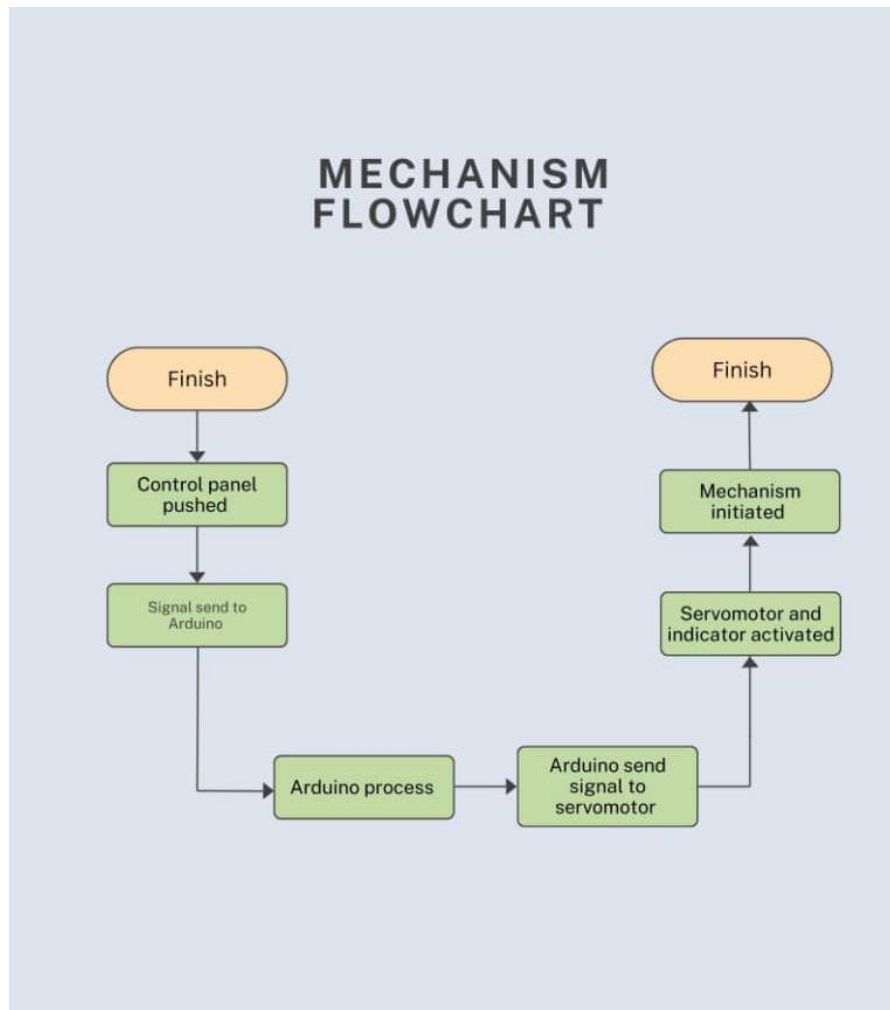 MECHANISM
FLOWCHART
Finish
Control panel
pushed
Signal send to
Arduino
Arduino process
Arduino send
signal to
servomotor
Servomotor and
indicator activated
Mechanism
initiated
Finish